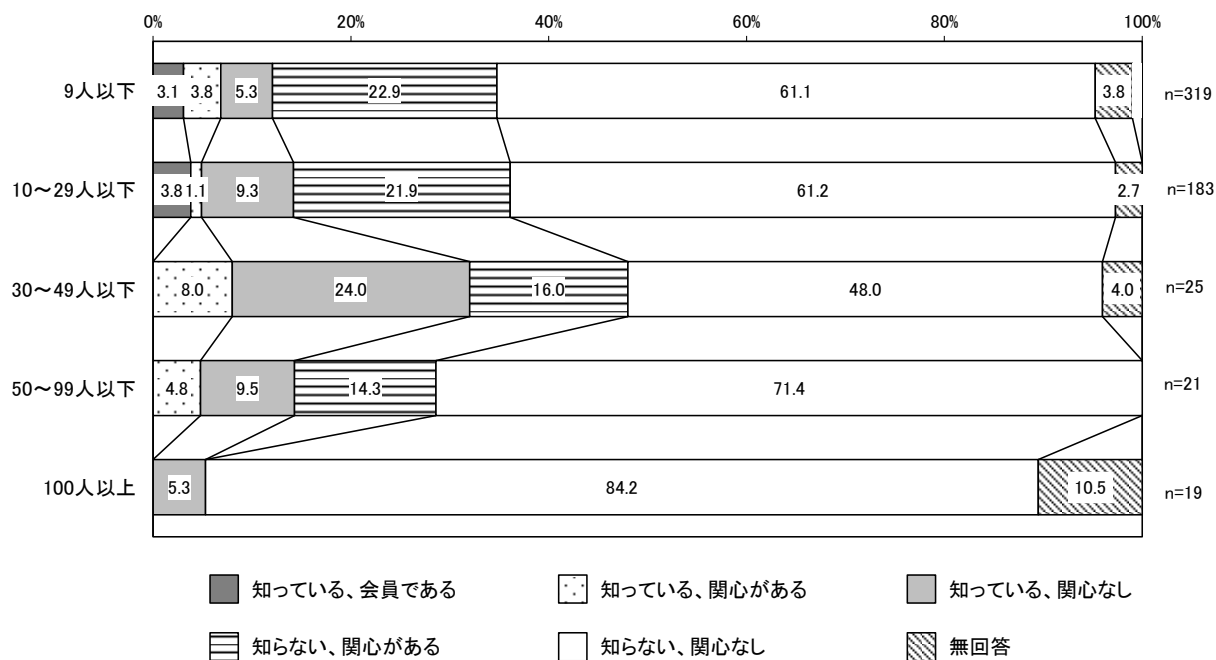 0% 20% 40% 60% 80% 100%
9人以下 3.1 3.8 5.3 22.9 61.1 3.8 n=319
10～29人以下 3.8 1.1 9.3 21.9 61.2 2.7 n=183
30～49人以下 8.0 24.0 16.0 48.0 4.0 n=25
50～99人以下 4.8 9.5 14.3 71.4 n=21
100人以上 5.3 84.2 10.5 n=19
知っている、会員である 知っている、関心がある 知っている、関心なし
知らない、関心がある 知らない、関心なし 無回答